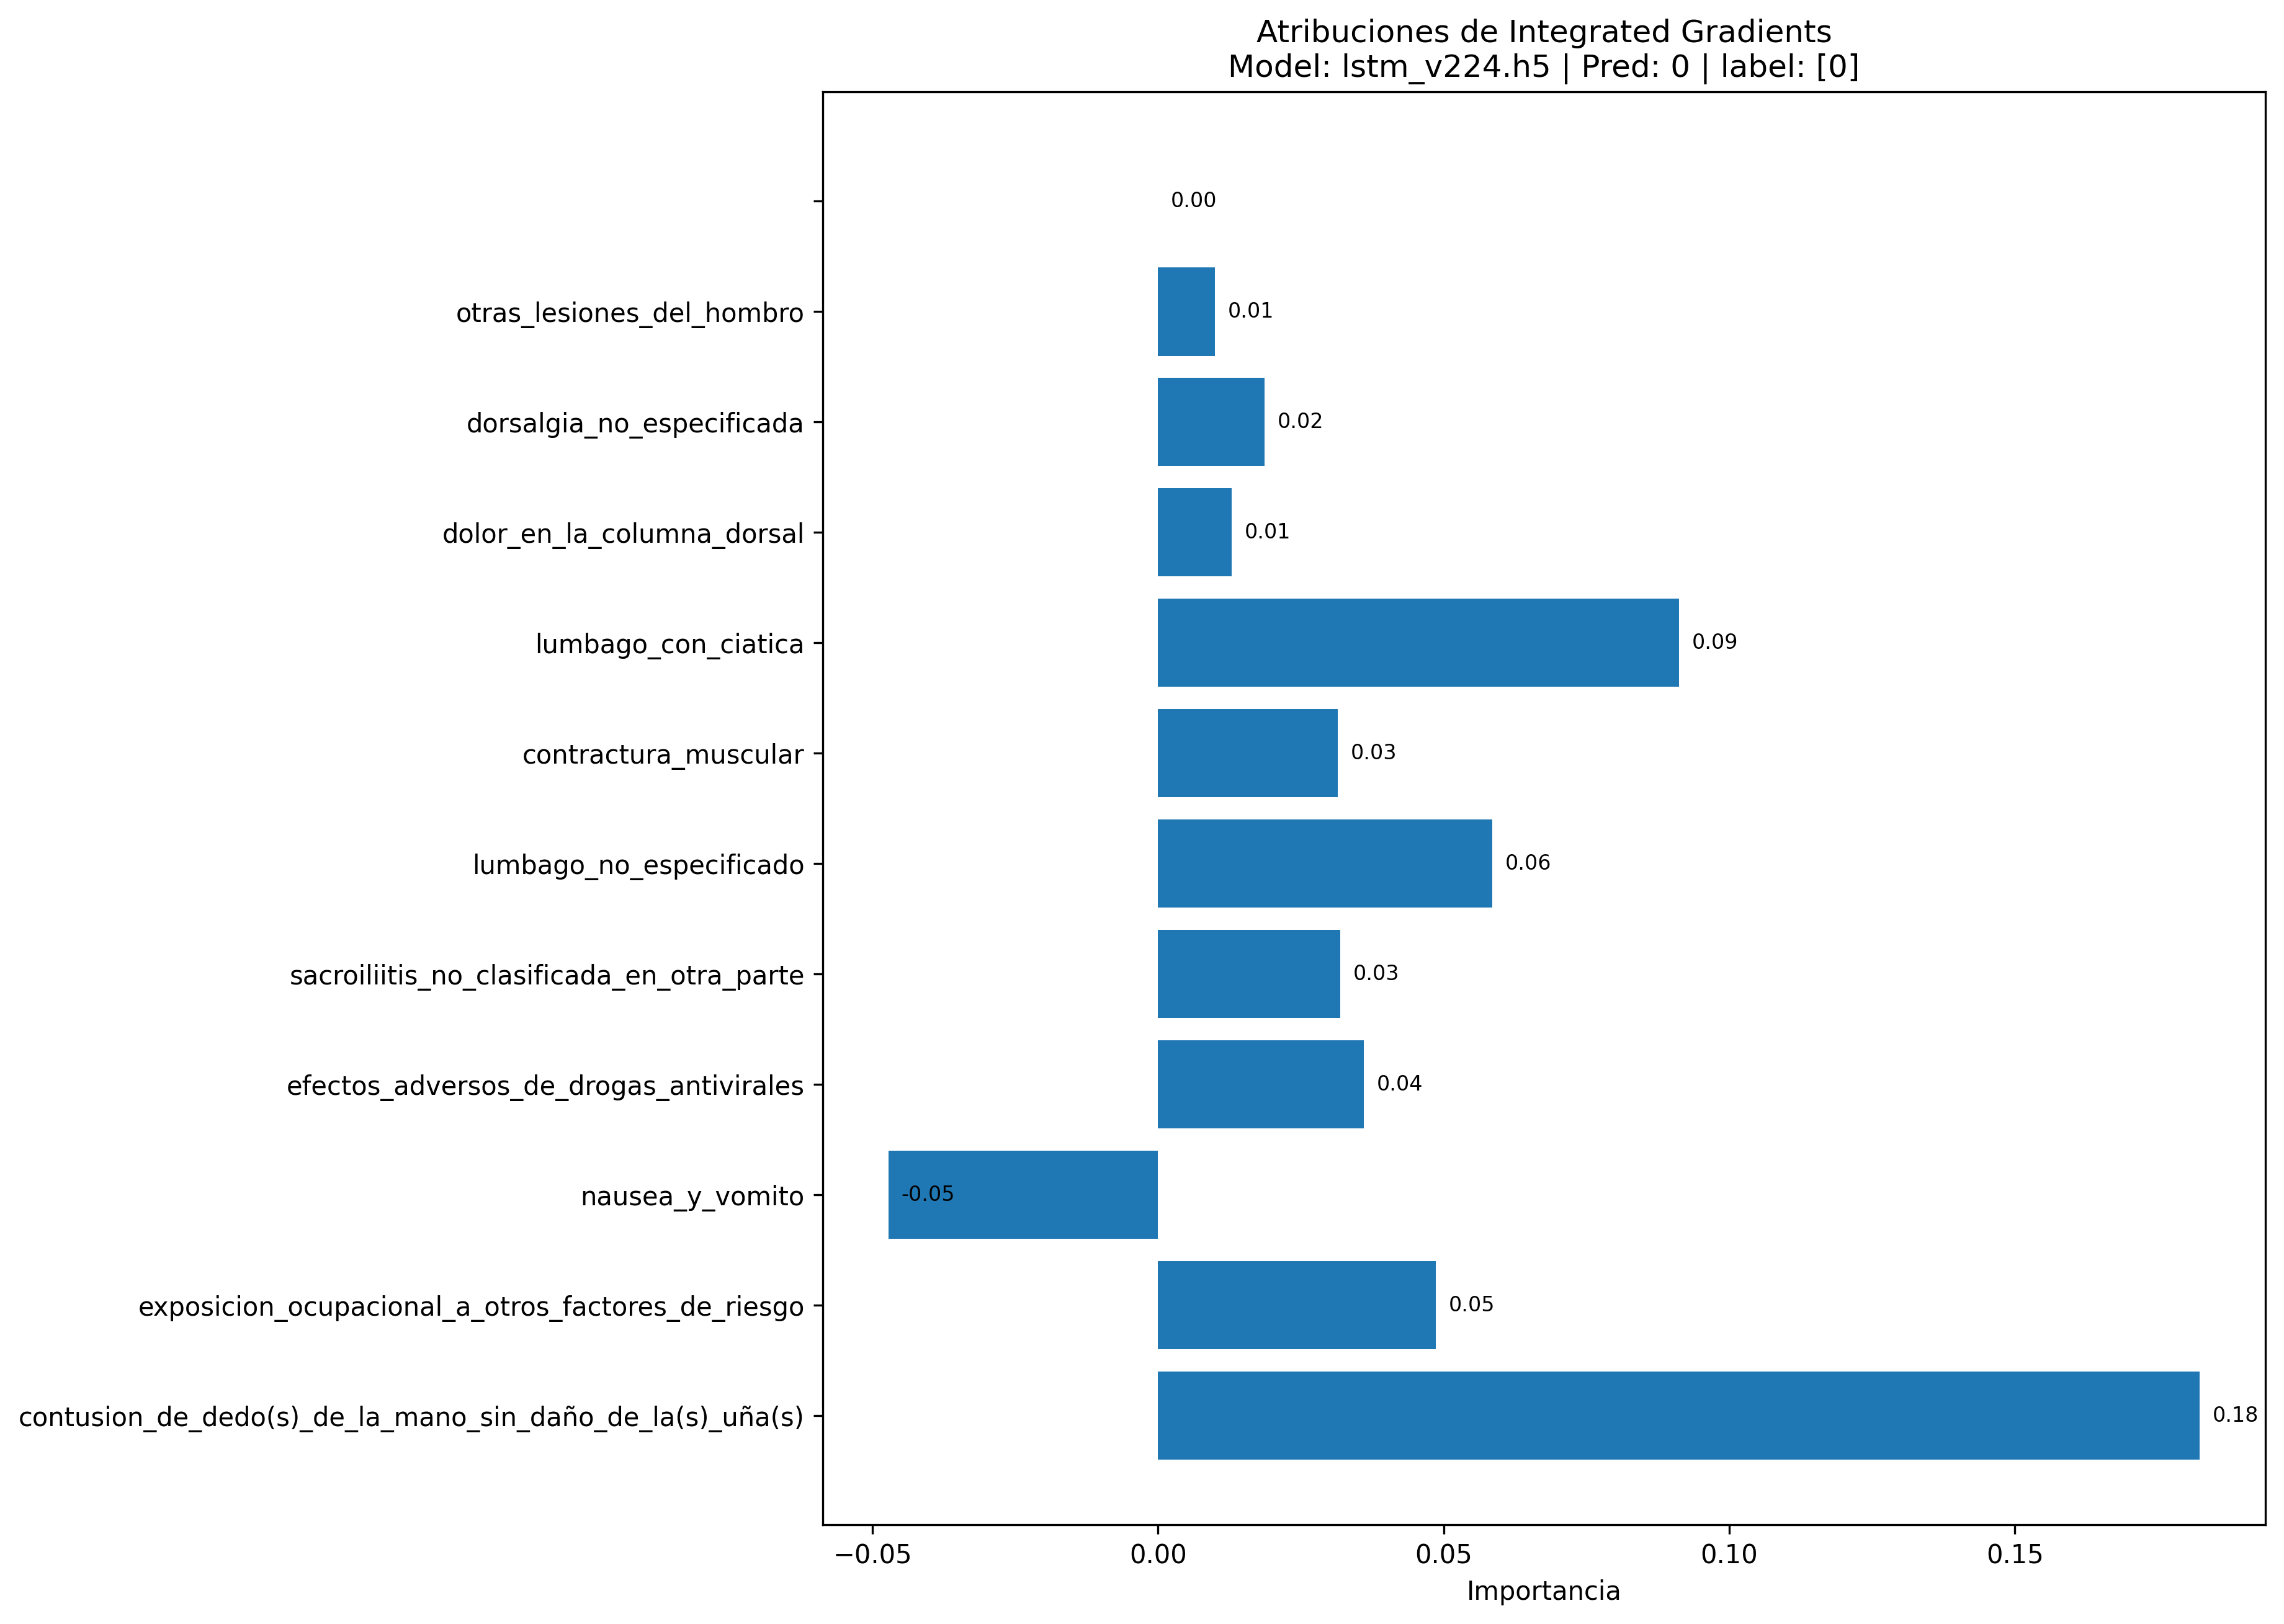 Atribuciones de Integrated Gradients
Model: lstm_v224.h5 | Pred: 0 | label: [0]
0.00
otras_lesiones_del_hombro 0.01
dorsalgia_no_especificada 0.02
dolor_en_la_columna_dorsal 0.01
lumbago_con_ciatica 0.09
contractura_muscular 0.03
lumbago_no_especificado 0.06
sacroiliitis_no_clasificada_en_otra_parte 0.03
efectos_adversos_de_drogas_antivirales 0.04
nausea_y_vomito -0.05
exposicion_ocupacional_a_otros_factores_de_riesgo 0.05
contusion_de_dedo(s)_de_la_mano_sin_daño_de_la(s)_uña(s) 0.18
−0.05 0.00 0.05 0.10 0.15
Importancia